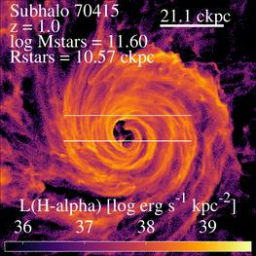 Subhalo 70415
z = 1.0
log Mstars = 11.60
Rstars = 10.57 ckpc
21.1 ckpc
L(H-alpha) [log erg s⁻¹ kpc⁻²]
36 37 38 39